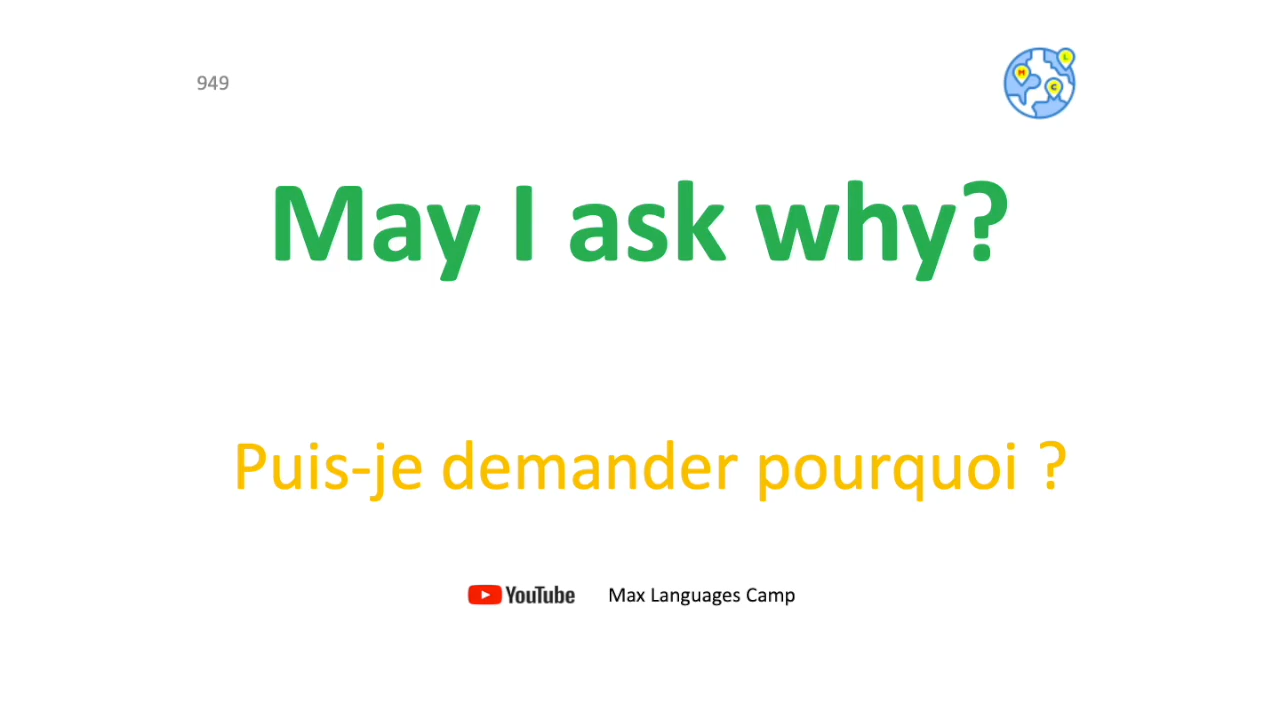 949
M L C
May I ask why?
Puis-je demander pourquoi ?
YouTube Max Languages Camp